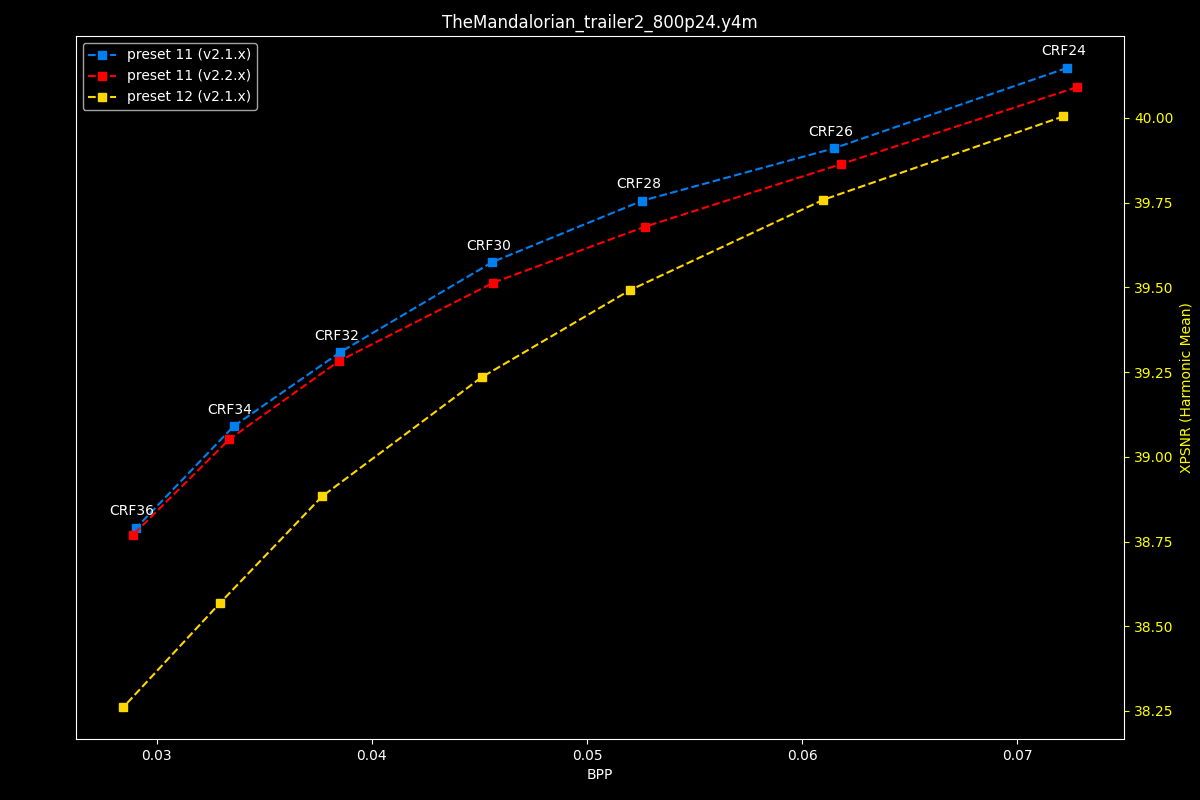 TheMandalorian_trailer2_800p24.y4m
preset 11 (v2.1.x)
preset 11 (v2.2.x)
preset 12 (v2.1.x)
CRF24
CRF26
CRF28
CRF30
CRF32
CRF34
CRF36
40.00
39.75
39.50
39.25
39.00
38.75
38.50
38.25
XPSNR (Harmonic Mean)
0.03
0.04
0.05
0.06
0.07
BPP